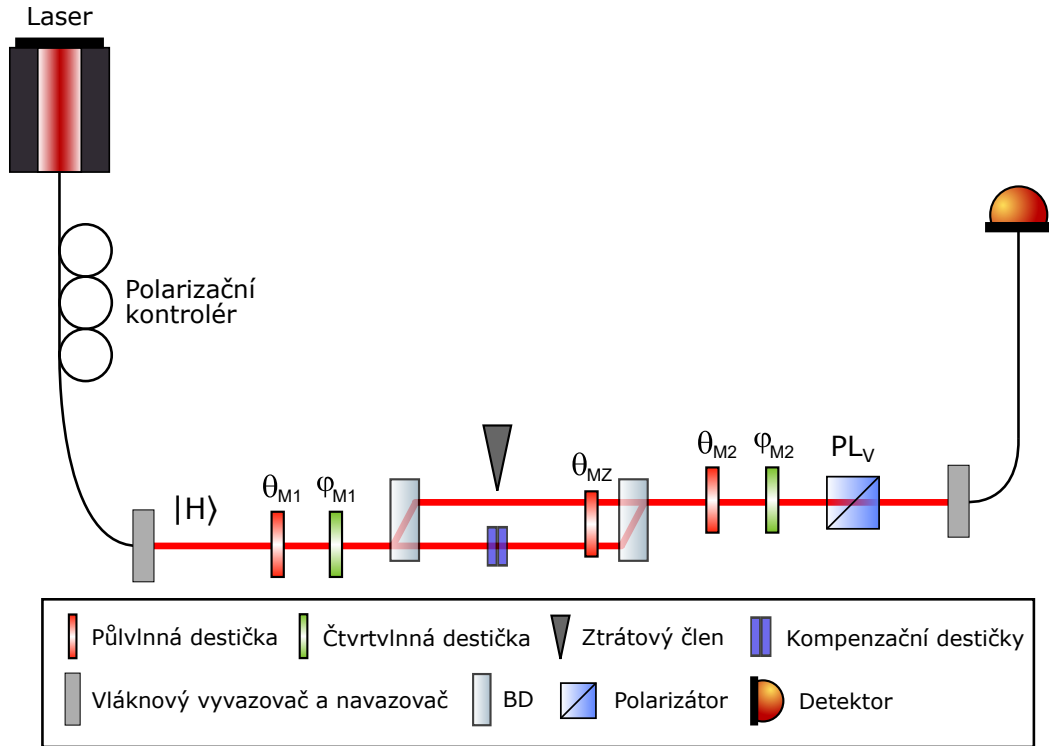 Laser
Polarizační
kontrolér
|H⟩
θM1
φM1
θMZ
θM2
φM2
PLV
Půlvlnná destička
Čtvrtvlnná destička
Ztrátový člen
Kompenzační destičky
Vláknový vyvazovač a navazovač
BD
Polarizátor
Detektor